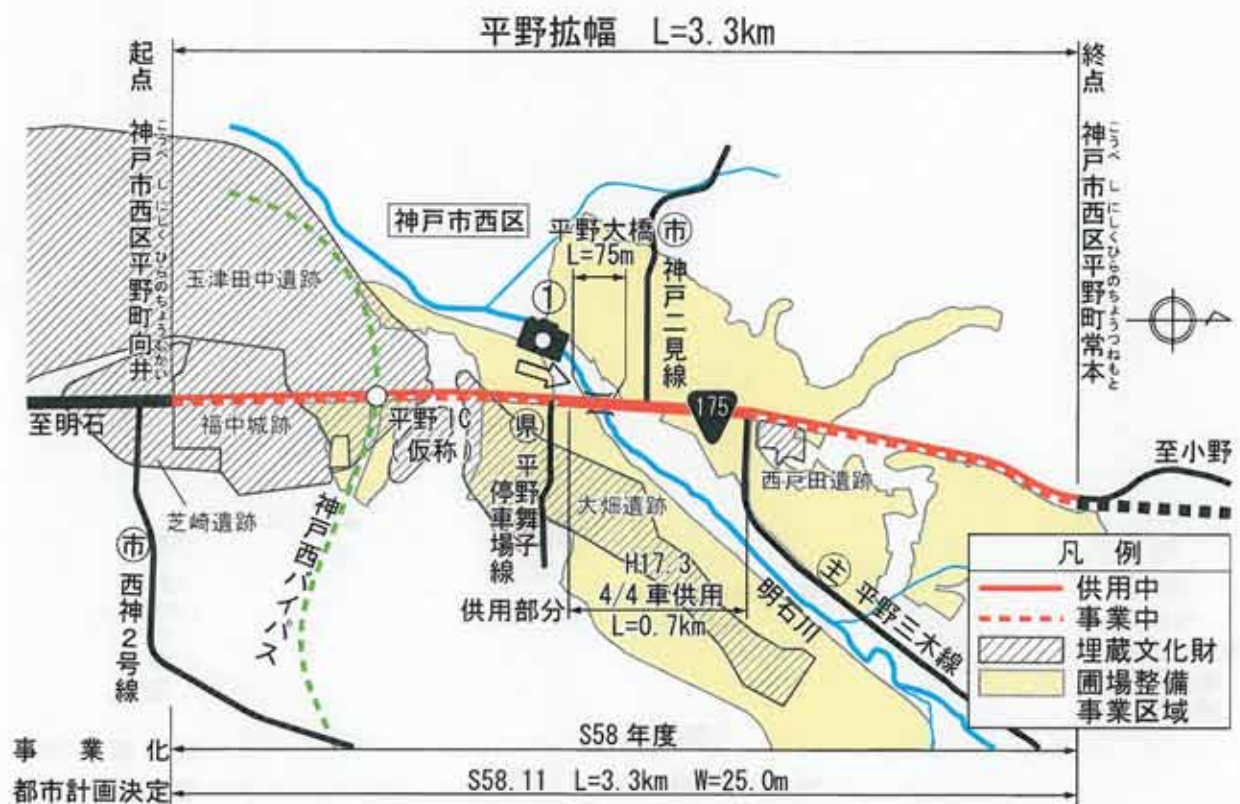 平野拡幅 L=3.3km
起点
こうべ し にしく ひらのちょうむかい
神戸市西区平野町向井
終点
こうべ し にしく ひらのちょうつねもと
神戸市西区平野町常本
神戸市西区
平野大橋
L=75m
市
神戸二見線
①
玉津田中遺跡
175
至明石
福中城跡
平野IC
(仮称)
県
平野舞子
停車場線
至小野
西戸田遺跡
芝崎遺跡
大畑遺跡
市
西神2号線
神戸西バイパス
H17.3
4/4 車供用
供用部分
L=0.7km
明石川
主
平野三木線
凡例
供用中
事業中
埋蔵文化財
圃場整備
事業区域
事業化 S58 年度
都市計画決定 S58.11 L=3.3km W=25.0m